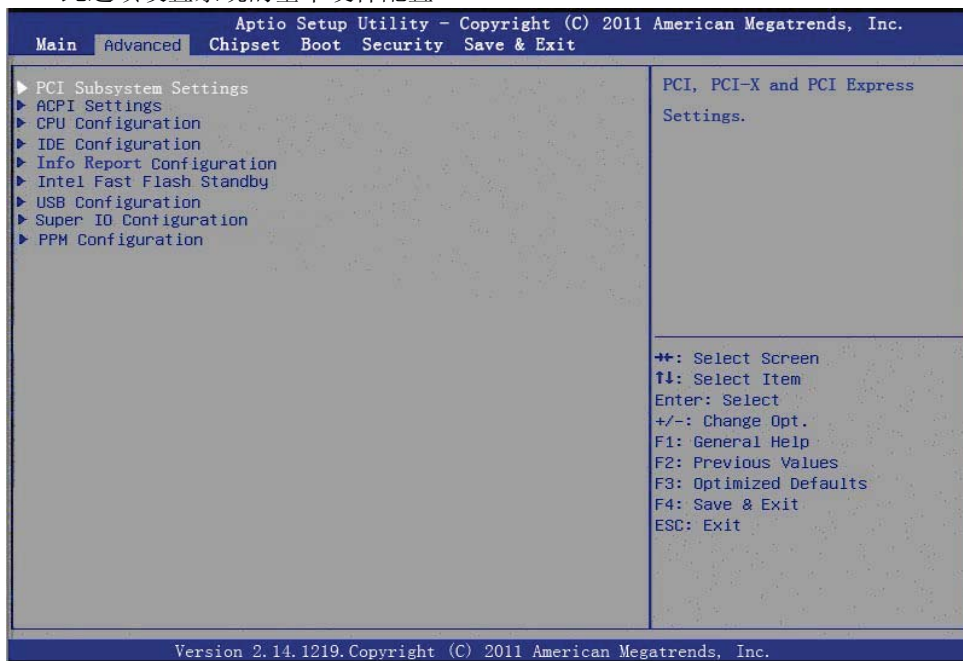 Aptio Setup Utility - Copyright (C) 2011 American Megatrends, Inc.
Main Advanced Chipset Boot Security Save & Exit
PCI Subsystem Settings
ACPI Settings
CPU Configuration
IDE Configuration
Info Report Configuration
Intel Fast Flash Standby
USB Configuration
Super IO Configuration
PPM Configuration
PCI, PCI-X and PCI Express
Settings.
→←: Select Screen
↑↓: Select Item
Enter: Select
+/-: Change Opt.
F1: General Help
F2: Previous Values
F3: Optimized Defaults
F4: Save & Exit
ESC: Exit
Version 2.14.1219.Copyright (C) 2011 American Megatrends, Inc.